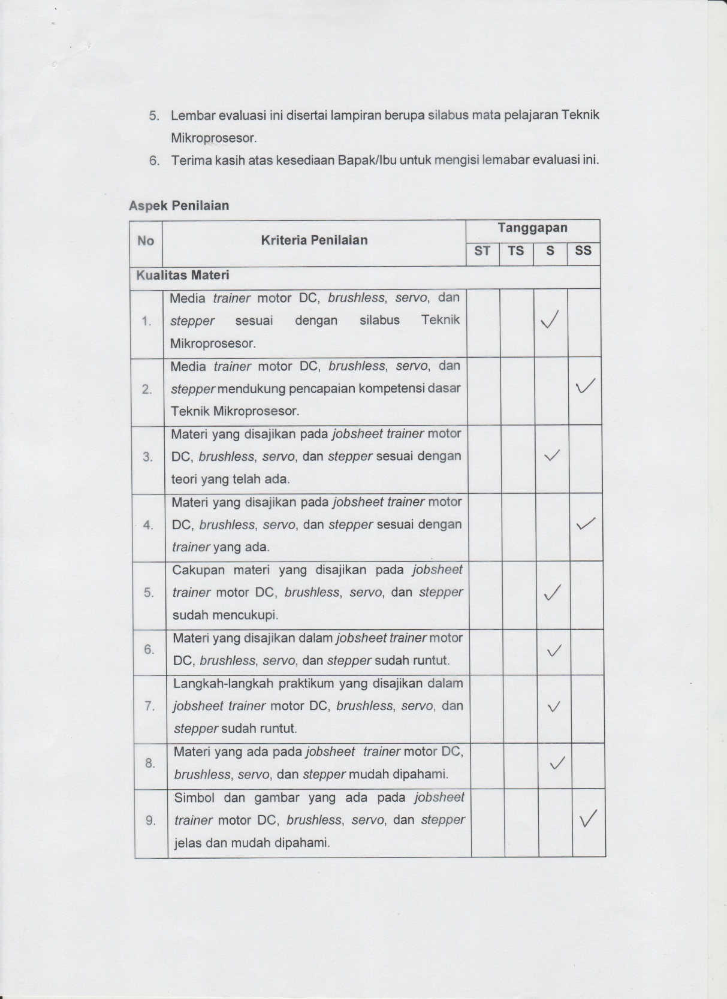 5. Lembar evaluasi ini disertai lampiran berupa silabus mata pelajaran Teknik
Mikroprosesor.
6. Terima kasih atas kesediaan Bapak/Ibu untuk mengisi lemabar evaluasi ini.
Aspek Penilaian
No Kriteria Penilaian Tanggapan
ST TS S SS
Kualitas Materi
Media trainer motor DC, brushless, servo, dan
1. stepper sesuai dengan silabus Teknik ✓
Mikroprosesor.
Media trainer motor DC, brushless, servo, dan
2. stepper mendukung pencapaian kompetensi dasar ✓
Teknik Mikroprosesor.
Materi yang disajikan pada jobsheet trainer motor
3. DC, brushless, servo, dan stepper sesuai dengan ✓
teori yang telah ada.
Materi yang disajikan pada jobsheet trainer motor
4. DC, brushless, servo, dan stepper sesuai dengan ✓
trainer yang ada.
Cakupan materi yang disajikan pada jobsheet
5. trainer motor DC, brushless, servo, dan stepper ✓
sudah mencukupi.
Materi yang disajikan dalam jobsheet trainer motor
6. DC, brushless, servo, dan stepper sudah runtut. ✓
Langkah-langkah praktikum yang disajikan dalam
7. jobsheet trainer motor DC, brushless, servo, dan ✓
stepper sudah runtut.
Materi yang ada pada jobsheet trainer motor DC,
8. brushless, servo, dan stepper mudah dipahami. ✓
Simbol dan gambar yang ada pada jobsheet
9. trainer motor DC, brushless, servo, dan stepper ✓
jelas dan mudah dipahami.